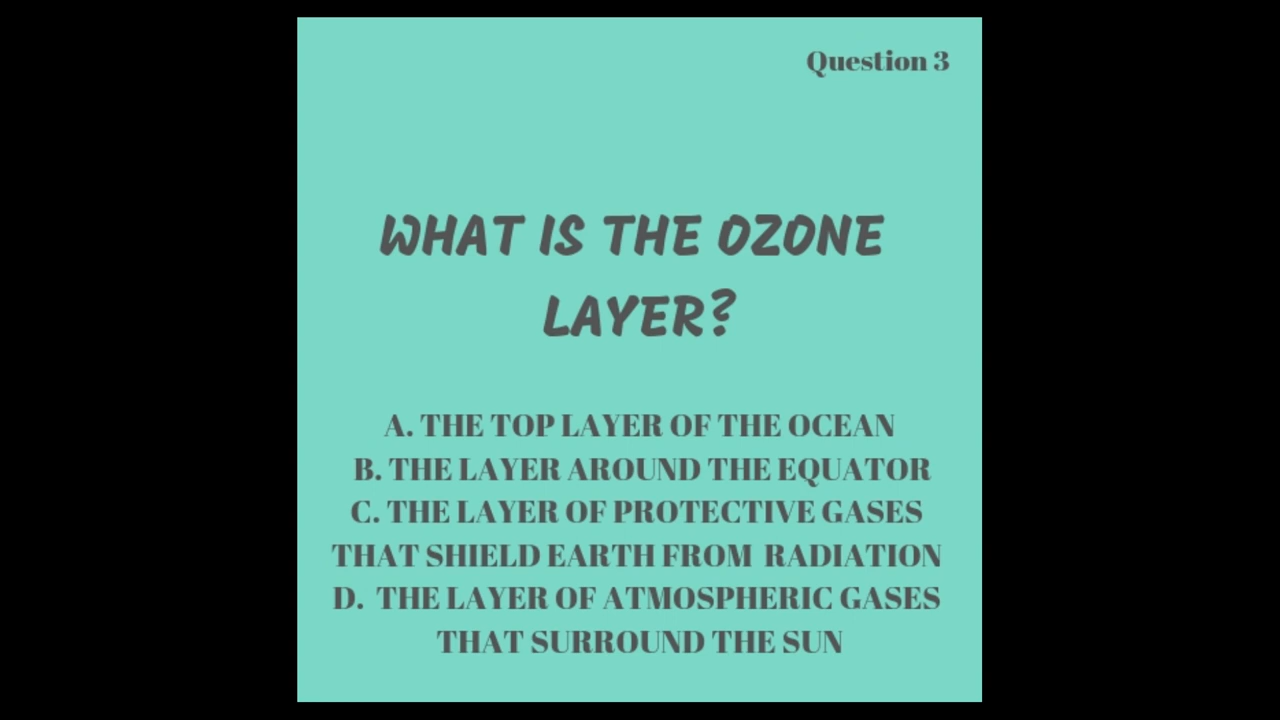 Question 3
WHAT IS THE OZONE
LAYER?
A. THE TOP LAYER OF THE OCEAN
B. THE LAYER AROUND THE EQUATOR
C. THE LAYER OF PROTECTIVE GASES
THAT SHIELD EARTH FROM RADIATION
D. THE LAYER OF ATMOSPHERIC GASES
THAT SURROUND THE SUN